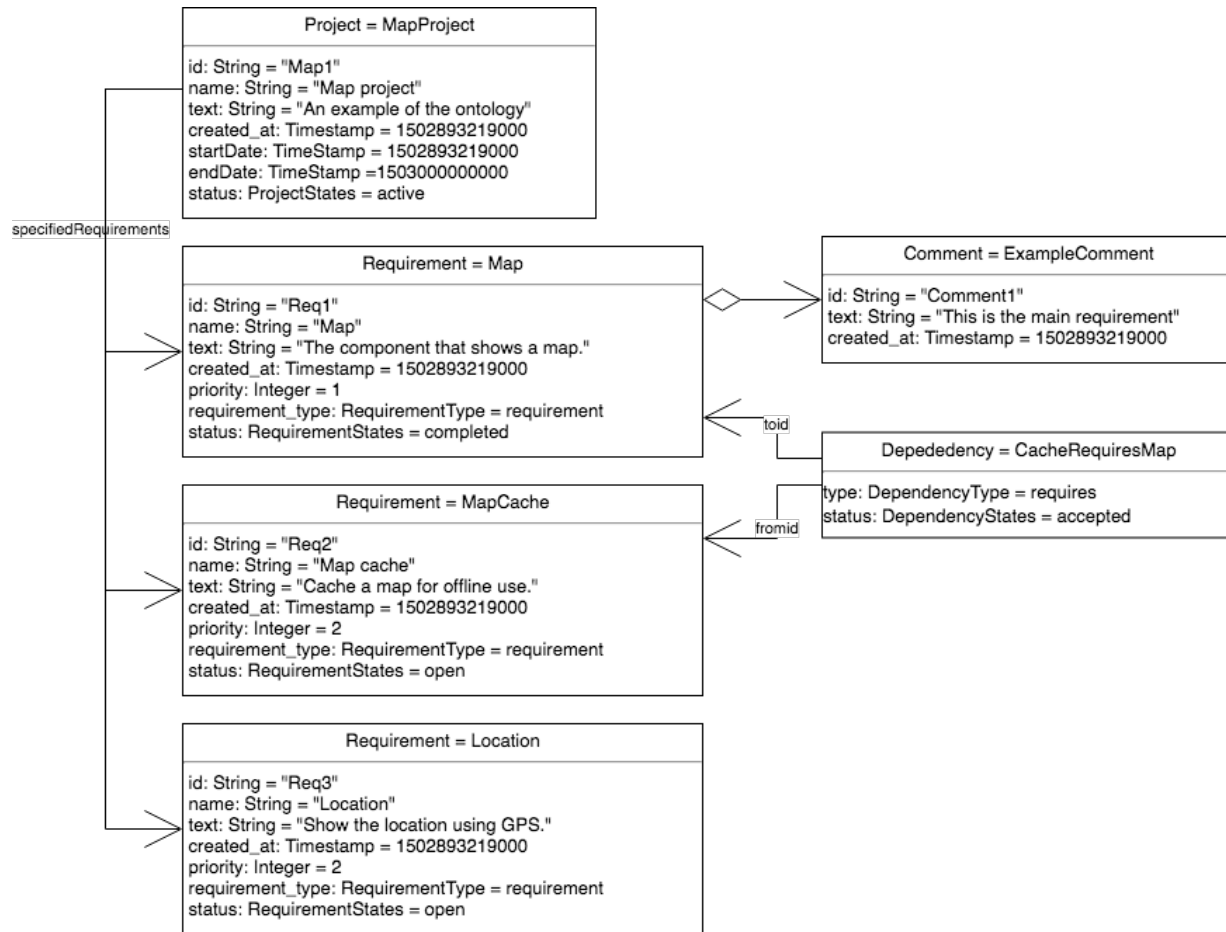 Project = MapProject
id: String = "Map1"
name: String = "Map project"
text: String = "An example of the ontology"
created_at: Timestamp = 1502893219000
startDate: TimeStamp = 1502893219000
endDate: TimeStamp =1503000000000
status: ProjectStates = active
specifiedRequirements
Requirement = Map
id: String = "Req1"
name: String = "Map"
text: String = "The component that shows a map."
created_at: Timestamp = 1502893219000
priority: Integer = 1
requirement_type: RequirementType = requirement
status: RequirementStates = completed
Comment = ExampleComment
id: String = "Comment1"
text: String = "This is the main requirement"
created_at: Timestamp = 1502893219000
toid
Depededency = CacheRequiresMap
type: DependencyType = requires
status: DependencyStates = accepted
fromid
Requirement = MapCache
id: String = "Req2"
name: String = "Map cache"
text: String = "Cache a map for offline use."
created_at: Timestamp = 1502893219000
priority: Integer = 2
requirement_type: RequirementType = requirement
status: RequirementStates = open
Requirement = Location
id: String = "Req3"
name: String = "Location"
text: String = "Show the location using GPS."
created_at: Timestamp = 1502893219000
priority: Integer = 2
requirement_type: RequirementType = requirement
status: RequirementStates = open